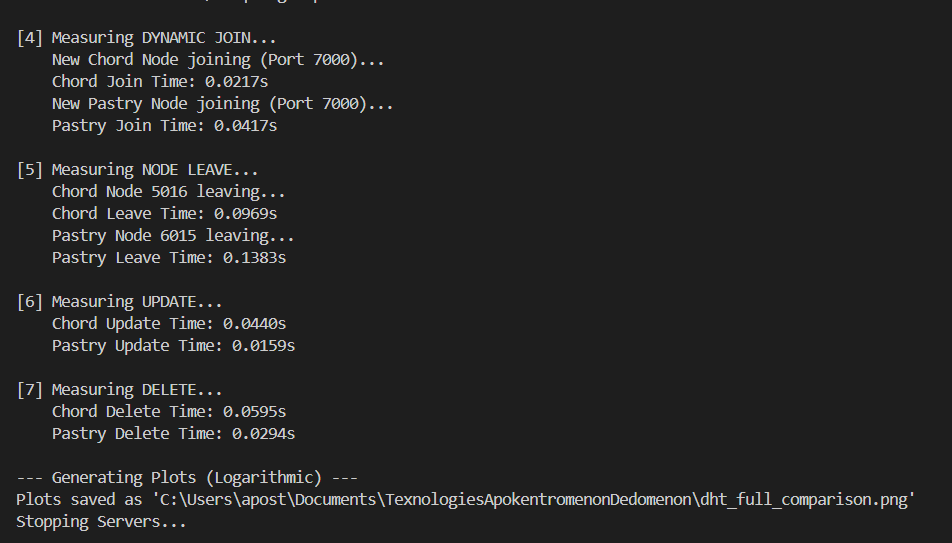 [4] Measuring DYNAMIC JOIN...
New Chord Node joining (Port 7000)...
Chord Join Time: 0.0217s
New Pastry Node joining (Port 7000)...
Pastry Join Time: 0.0417s
[5] Measuring NODE LEAVE...
Chord Node 5016 leaving...
Chord Leave Time: 0.0969s
Pastry Node 6015 leaving...
Pastry Leave Time: 0.1383s
[6] Measuring UPDATE...
Chord Update Time: 0.0440s
Pastry Update Time: 0.0159s
[7] Measuring DELETE...
Chord Delete Time: 0.0595s
Pastry Delete Time: 0.0294s
--- Generating Plots (Logarithmic) ---
Plots saved as 'C:\Users\apost\Documents\TexnologiesApokentromenonDedomenon\dht_full_comparison.png'
Stopping Servers...